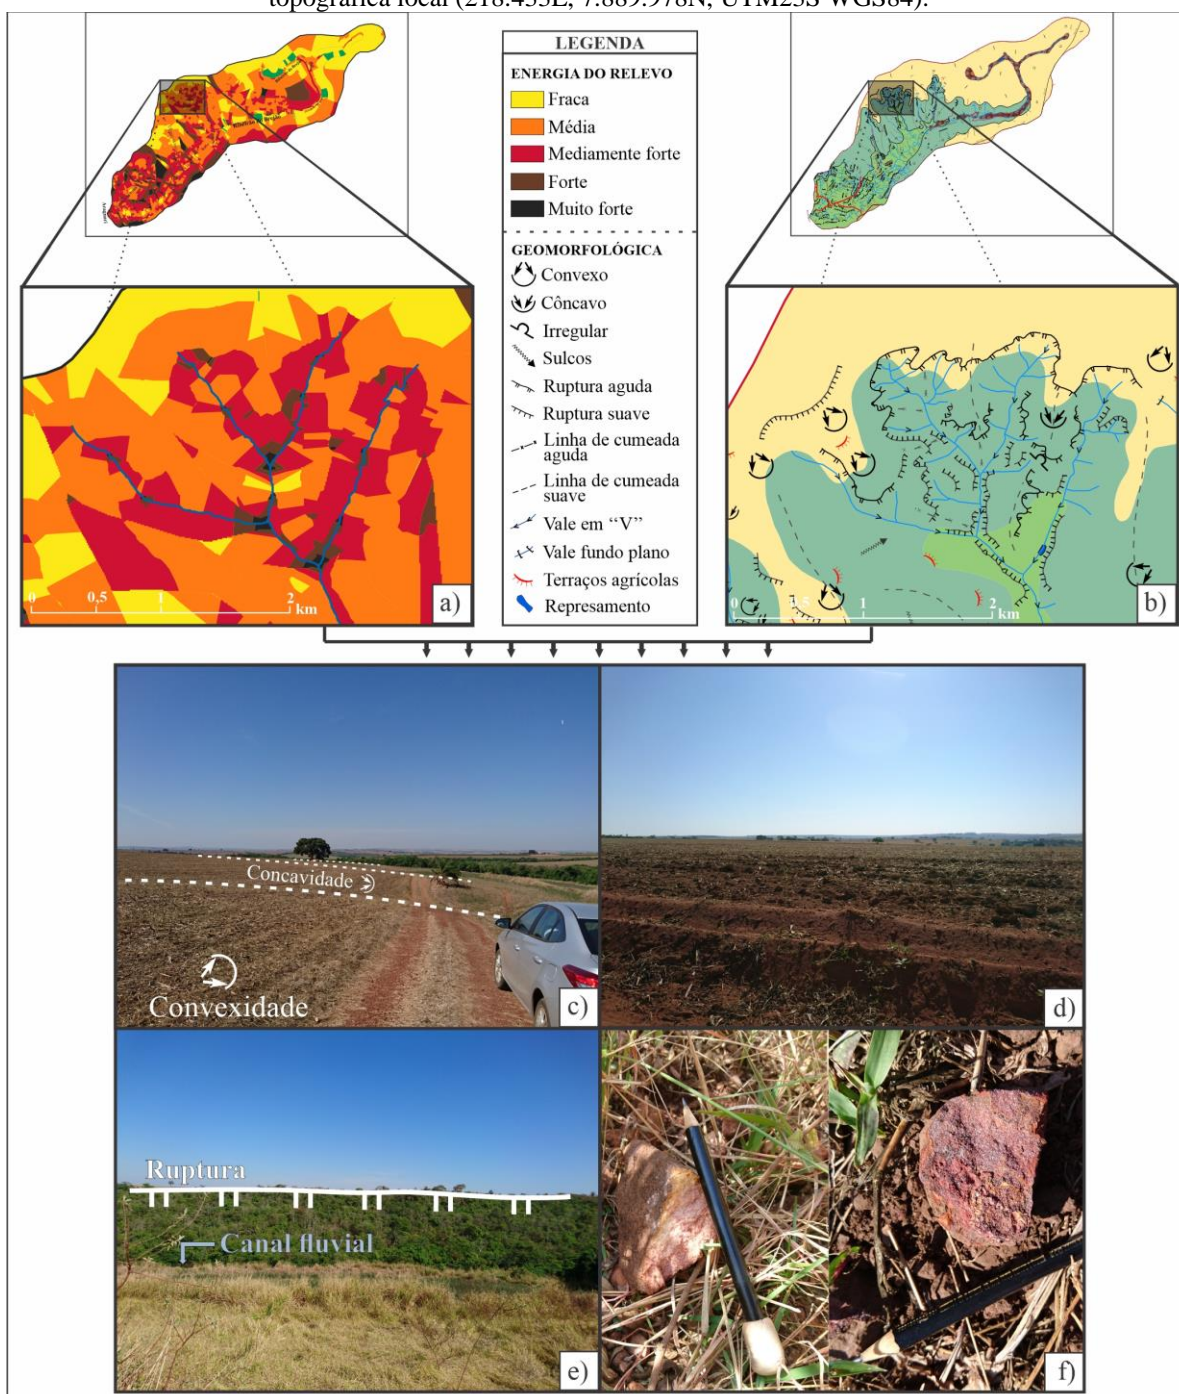 topográfica local (218.435E; 7.889.978N, UTM23S WGS84).
LEGENDA
ENERGIA DO RELEVO
Fraca
Média
Mediamente forte
Forte
Muito forte
GEOMORFOLÓGICA
Convexo
Côncavo
Irregular
Sulcos
Ruptura aguda
Ruptura suave
Linha de cumeada
aguda
Linha de cumeada
suave
Vale em “V”
Vale fundo plano
Terraços agrícolas
Represamento
0 0,5 1 2
km
a)
0 0,5 1 2
km
b)
Concavidade
Convexidade
c)
d)
Ruptura
Canal fluvial
e)
f)